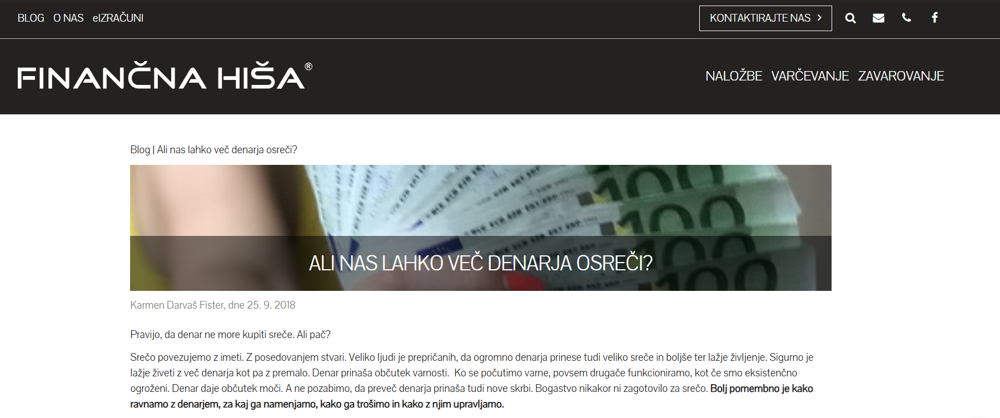 BLOG O NAS eIZRAČUNI
KONTAKTIRAJTE NAS
FINANČNA HIŠA®
NALOŽBE VARČEVANJE ZAVAROVANJE
Blog | Ali nas lahko več denarja osreči?
100
100
100
ALI NAS LAHKO VEČ DENARJA OSREČI?
Karmen Darvaš Fister, dne 25. 9. 2018
Pravijo, da denar ne more kupiti sreče. Ali pač?
Srečo povezujemo z imeti. Z posedovanjem stvari. Veliko ljudi je prepričanih, da ogromno denarja prinese tudi veliko sreče in boljše ter lažje življenje. Sigurno je
lažje živeti z več denarja kot pa z premalo. Denar prinaša občutek varnosti. Ko se počutimo varne, povsem drugače funkcioniramo, kot če smo eksistenčno
ogroženi. Denar daje občutek moči. A ne pozabimo, da preveč denarja prinaša tudi nove skrbi. Bogastvo nikakor ni zagotovilo za srečo. Bolj pomembno je kako
ravnamo z denarjem, za kaj ga namenjamo, kako ga trošimo in kako z njim upravljamo.